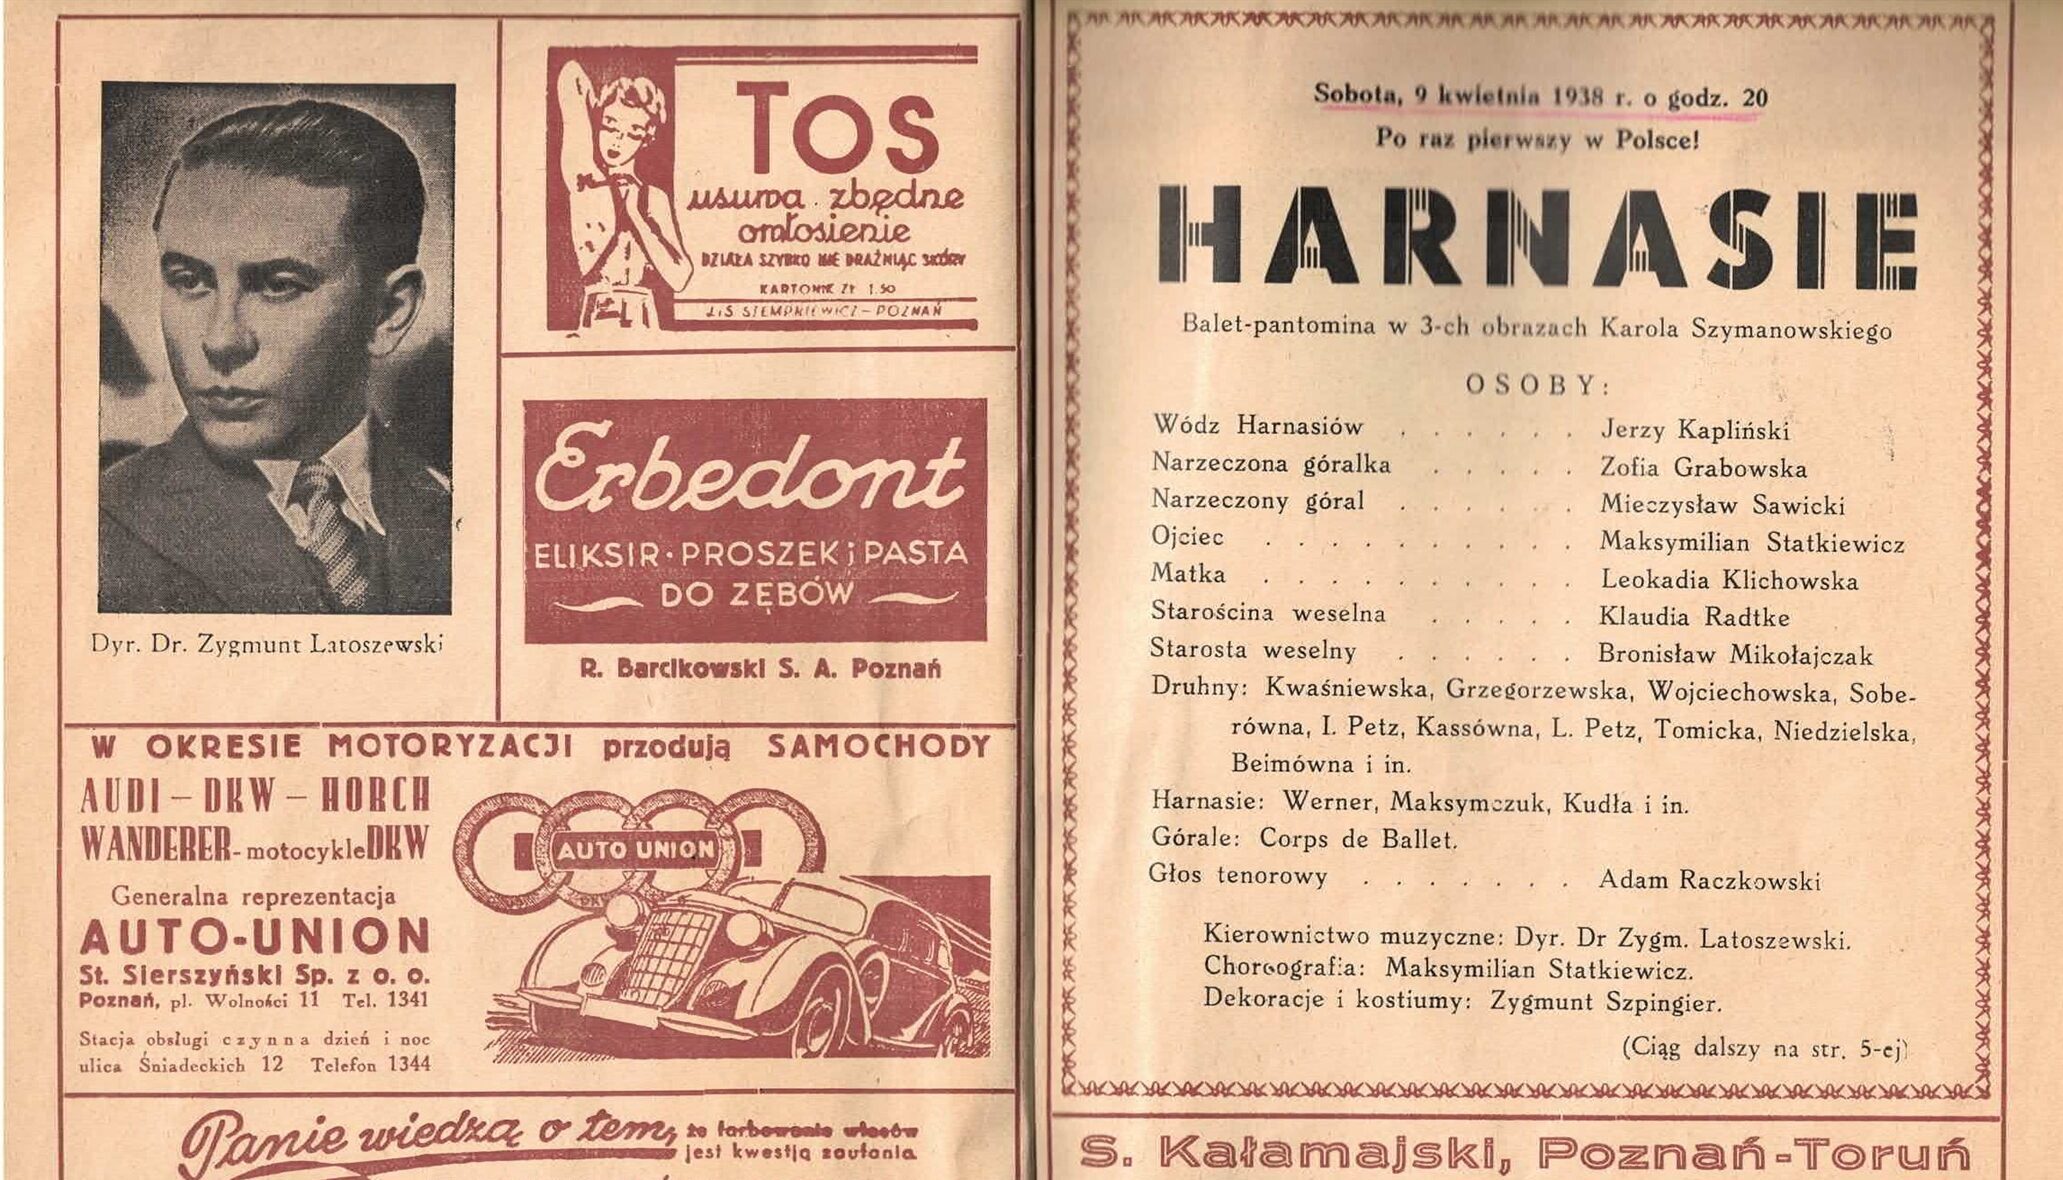 Dyr. Dr. Zygmunt Latoszewski
TOS
usuwa zbędne
owłosienie
DZIAŁA SZYBKO NIE DRAŻNIĄC SKÓRY
KARTONIK ZŁ 1.50
J. i S. STEMPNIEWICZ – POZNAŃ
Erbedont
ELIKSIR · PROSZEK i PASTA
DO ZĘBÓW
R. Barcikowski S. A. Poznań
W OKRESIE MOTORYZACJI przodują SAMOCHODY
AUDI – DKW – HORCH
WANDERER - motocykle DKW
Generalna reprezentacja
AUTO-UNION
St. Sierszyński Sp. z o. o.
Poznań, pl. Wolności 11 Tel. 1341
Stacja obsługi czynna dzień i noc
ulica Śniadeckich 12 Telefon 1344
AUTO UNION
Panie wiedzą o tem, że farbowanie włosów
jest kwestją zaufania
Sobota, 9 kwietnia 1938 r. o godz. 20
Po raz pierwszy w Polsce!
HARNASIE
Balet-pantomina w 3-ch obrazach Karola Szymanowskiego
OSOBY:
Wódz Harnasiów . . . . . . Jerzy Kapliński
Narzeczona góralka . . . . . Zofia Grabowska
Narzeczony góral . . . . . . Mieczysław Sawicki
Ojciec . . . . . . . . . . Maksymilian Statkiewicz
Matka . . . . . . . . . . Leokadia Klichowska
Starościna weselna . . . . . Klaudia Radtke
Starosta weselny . . . . . . Bronisław Mikołajczak
Druhny: Kwaśniewska, Grzegorzewska, Wojciechowska, Sobe-
równa, I. Petz, Kassówna, L. Petz, Tomicka, Niedzielska,
Beimówna i in.
Harnasie: Werner, Maksymczuk, Kudła i in.
Górale: Corps de Ballet.
Głos tenorowy . . . . . . . Adam Raczkowski
Kierownictwo muzyczne: Dyr. Dr Zygm. Latoszewski.
Choreografia: Maksymilian Statkiewicz.
Dekoracje i kostiumy: Zygmunt Szpingier.
(Ciąg dalszy na str. 5-ej)
S. Kałamajski, Poznań-Toruń